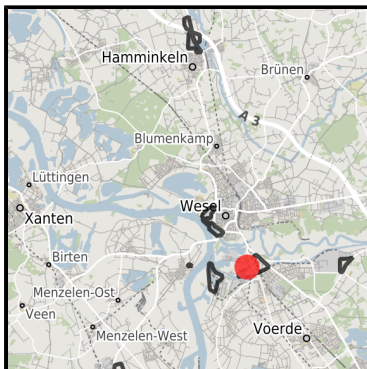 Hamminkeln
Brünen
A 3
Blumenkamp
Lüttingen
Xanten
Wesel
Birten
Menzelen-Ost
Veen
Menzelen-West
Voerde